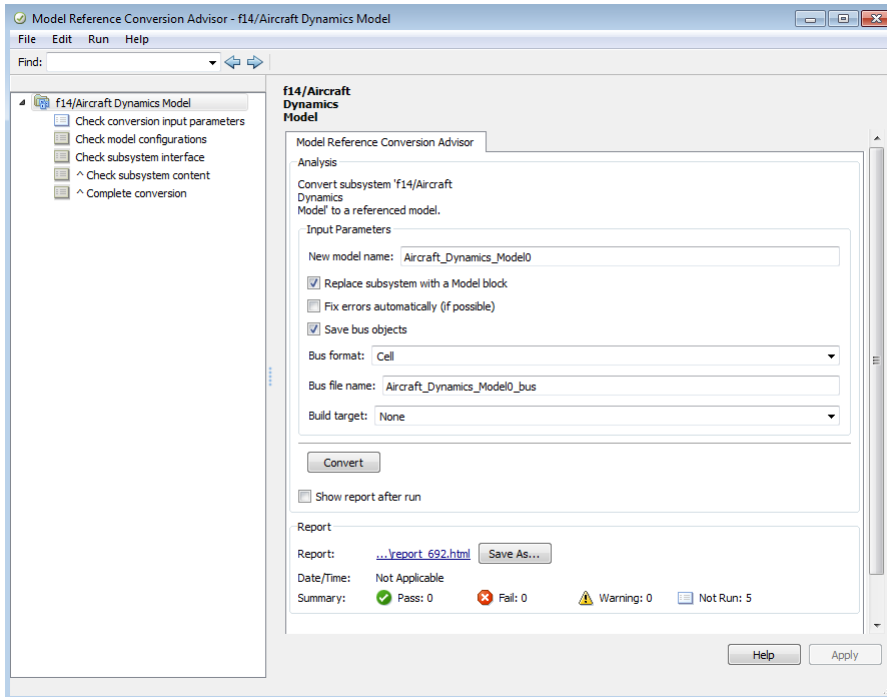 Model Reference Conversion Advisor - f14/Aircraft Dynamics Model
File Edit Run Help
Find:
f14/Aircraft Dynamics Model
Check conversion input parameters
Check model configurations
Check subsystem interface
^ Check subsystem content
^ Complete conversion
f14/Aircraft
Dynamics
Model
Model Reference Conversion Advisor
Analysis
Convert subsystem 'f14/Aircraft
Dynamics
Model' to a referenced model.
Input Parameters
New model name: Aircraft_Dynamics_Model0
Replace subsystem with a Model block
Fix errors automatically (if possible)
Save bus objects
Bus format: Cell
Bus file name: Aircraft_Dynamics_Model0_bus
Build target: None
Convert
Show report after run
Report
Report: ...\report_692.html Save As...
Date/Time: Not Applicable
Summary: Pass: 0 Fail: 0 Warning: 0 Not Run: 5
Help Apply